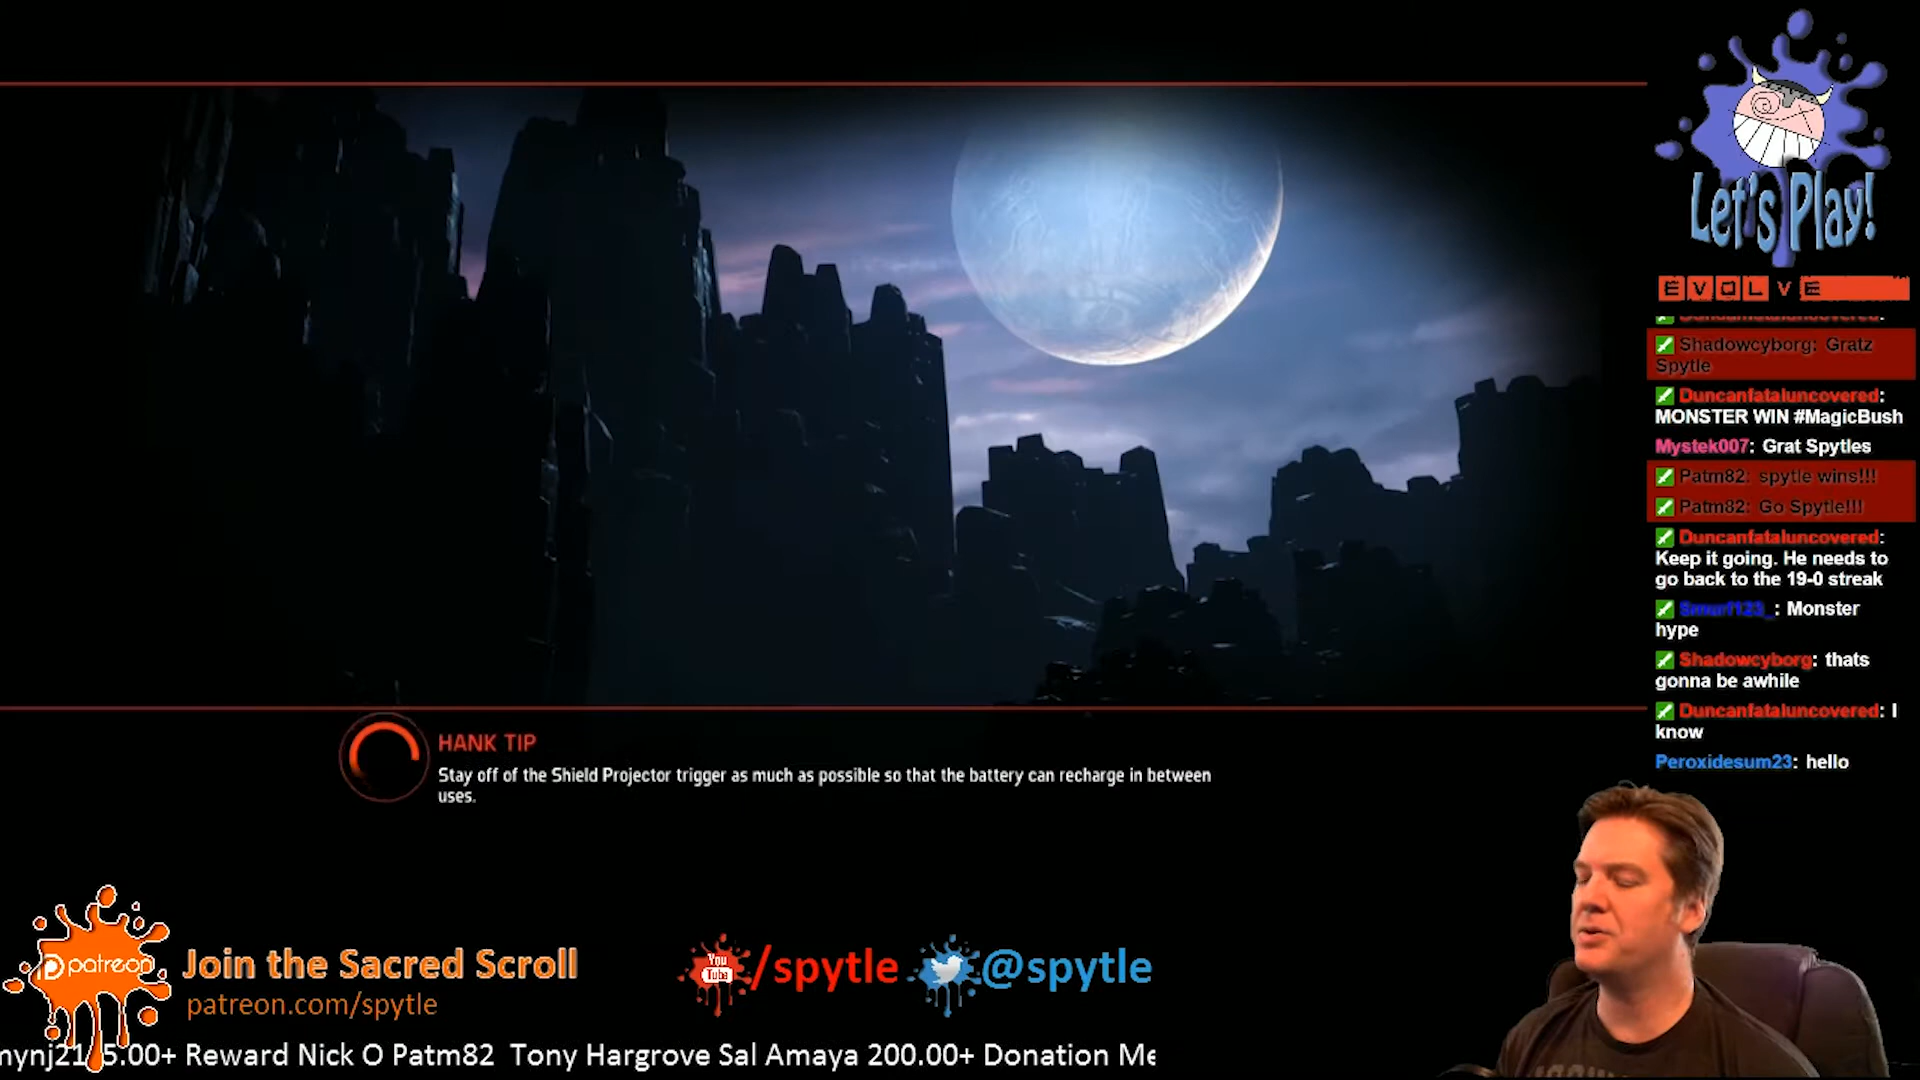 Let's Play!
EVOLVE
Duncanfataluncovered:
Shadowcyborg: Gratz
Spytle
Duncanfataluncovered:
MONSTER WIN #MagicBush
Mystek007: Grat Spytles
Patm82: spytle wins!!!
Patm82: Go Spytle!!!
Duncanfataluncovered:
Keep it going. He needs to
go back to the 19-0 streak
Smurf123_: Monster
hype
Shadowcyborg: thats
gonna be awhile
Duncanfataluncovered: I
know
Peroxidesum23: hello
HANK TIP
Stay off of the Shield Projector trigger as much as possible so that the battery can recharge in between
uses.
patreon
Join the Sacred Scroll
patreon.com/spytle
You
Tube
/spytle
@spytle
5.00+ Reward Nick O Patm82 Tony Hargrove Sal Amaya 200.00+ Donation Me